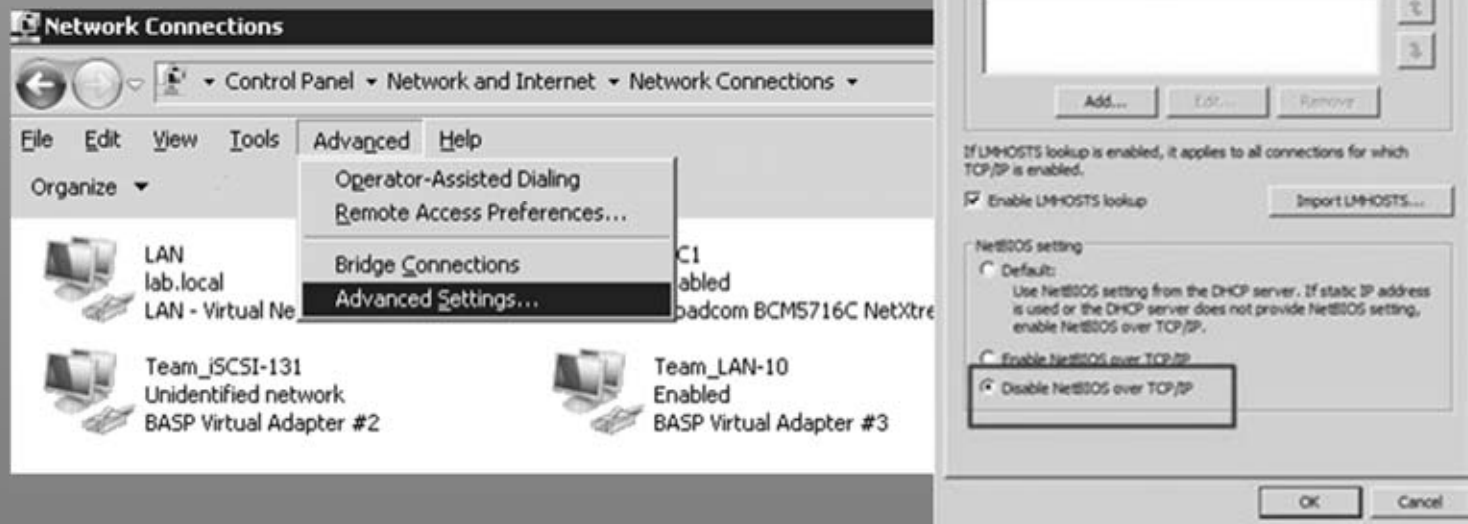 Network Connections
Control Panel Network and Internet Network Connections
File Edit View Tools Advanced Help
Organize
Operator-Assisted Dialing
Remote Access Preferences...
Bridge Connections
Advanced Settings...
LAN
lab.local
LAN - Virtual Ne
C1
abled
oadcom BCM5716C NetXtre
Team_iSCSI-131
Unidentified network
BASP Virtual Adapter #2
Team_LAN-10
Enabled
BASP Virtual Adapter #3
Add... Edit... Remove
If LMHOSTS lookup is enabled, it applies to all connections for which
TCP/IP is enabled.
Enable LMHOSTS lookup
Import LMHOSTS...
NetBIOS setting
Default:
Use NetBIOS setting from the DHCP server. If static IP address
is used or the DHCP server does not provide NetBIOS setting,
enable NetBIOS over TCP/IP.
Enable NetBIOS over TCP/IP
Disable NetBIOS over TCP/IP
OK Cancel